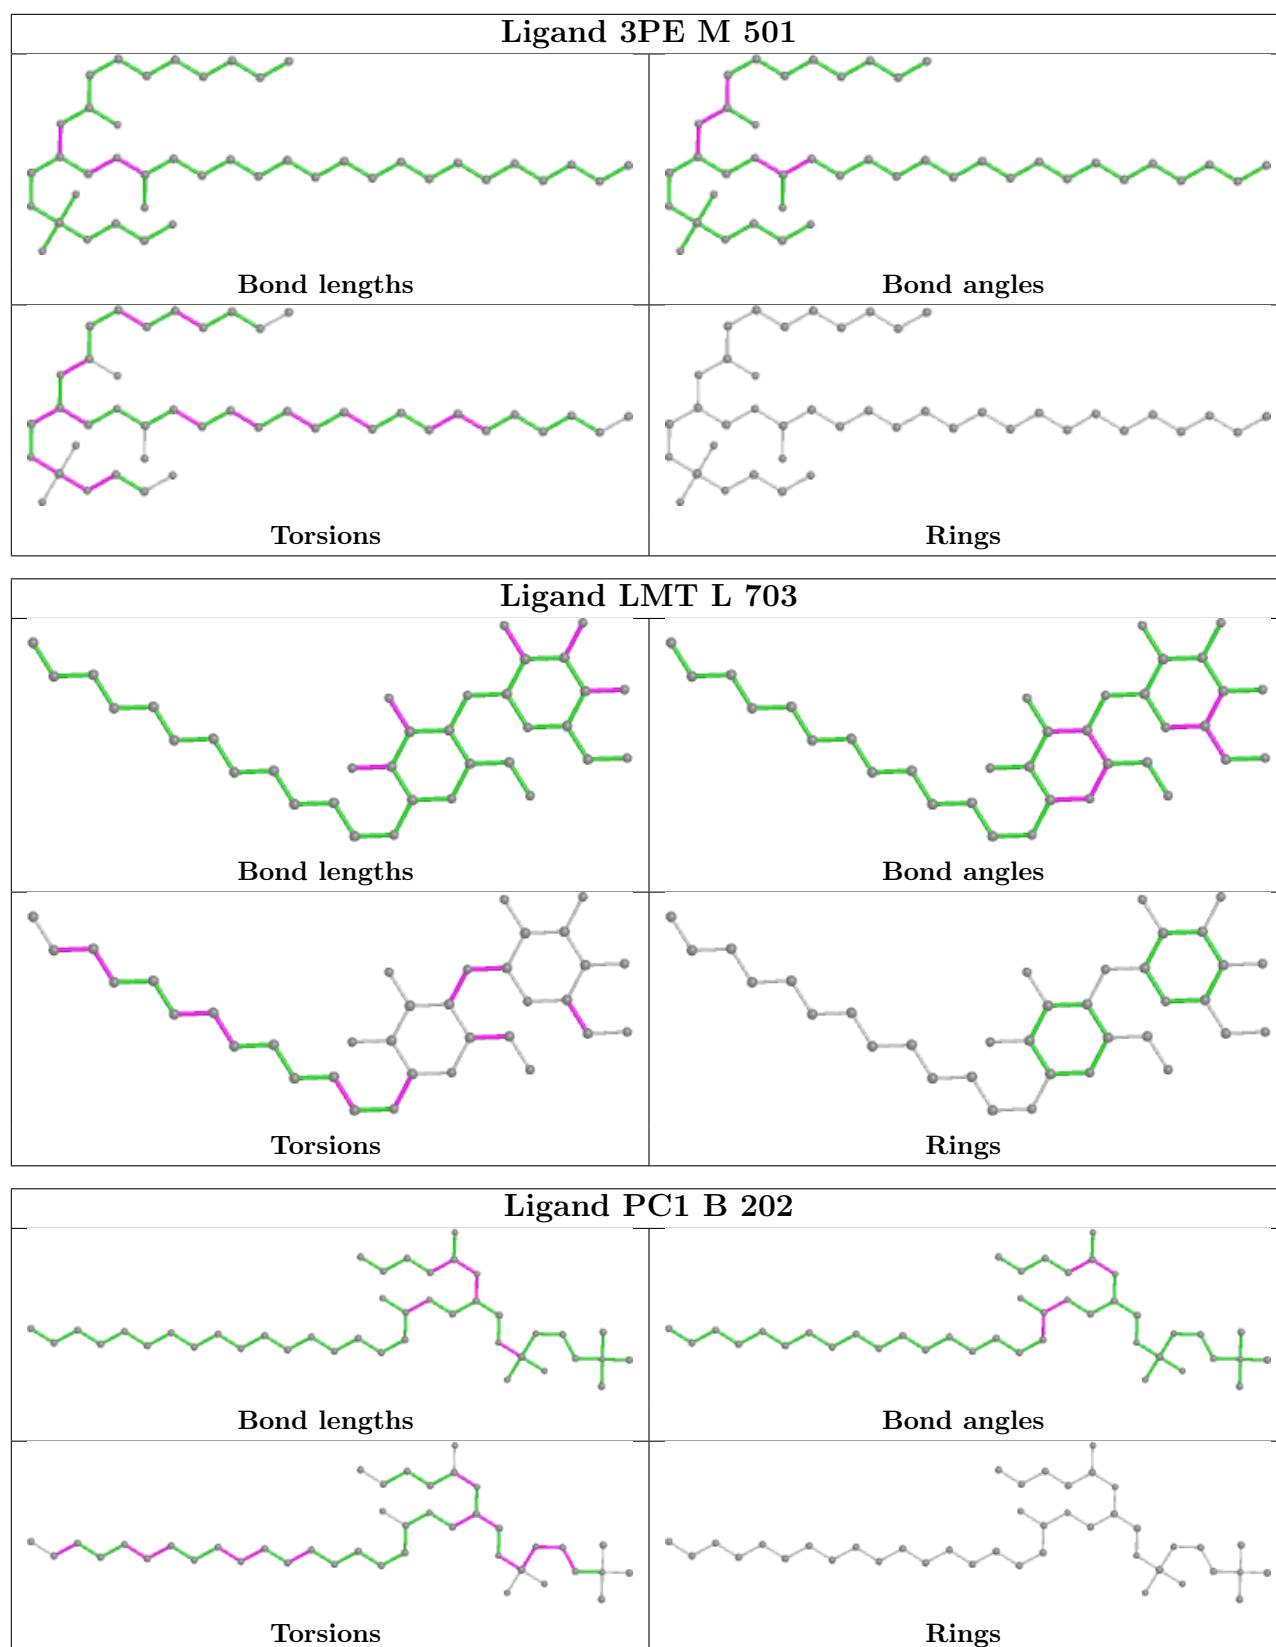 Ligand 3PE M 501
Bond lengths
Bond angles
Torsions
Rings
Ligand LMT L 703
Bond lengths
Bond angles
Torsions
Rings
Ligand PC1 B 202
Bond lengths
Bond angles
Torsions
Rings